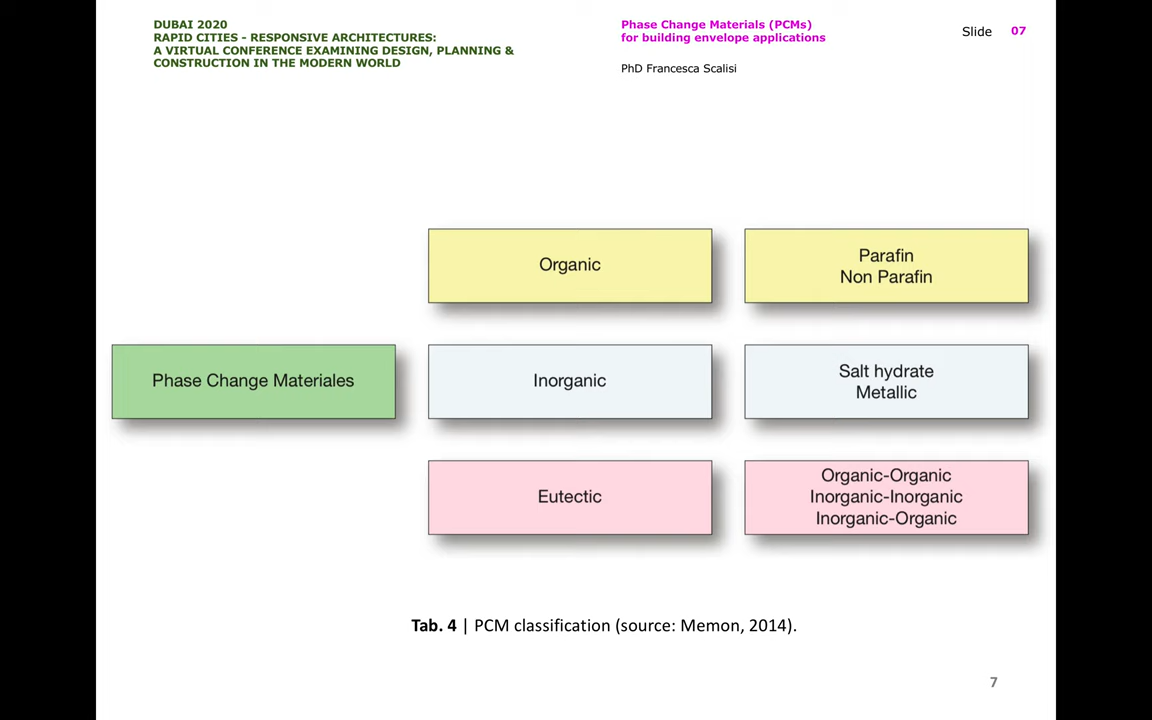 DUBAI 2020
RAPID CITIES - RESPONSIVE ARCHITECTURES:
A VIRTUAL CONFERENCE EXAMINING DESIGN, PLANNING &
CONSTRUCTION IN THE MODERN WORLD
Phase Change Materials (PCMs)
for building envelope applications
PhD Francesca Scalisi
Slide 07
Organic
Parafin
Non Parafin
Phase Change Materiales
Inorganic
Salt hydrate
Metallic
Eutectic
Organic-Organic
Inorganic-Inorganic
Inorganic-Organic
Tab. 4 | PCM classification (source: Memon, 2014).
7